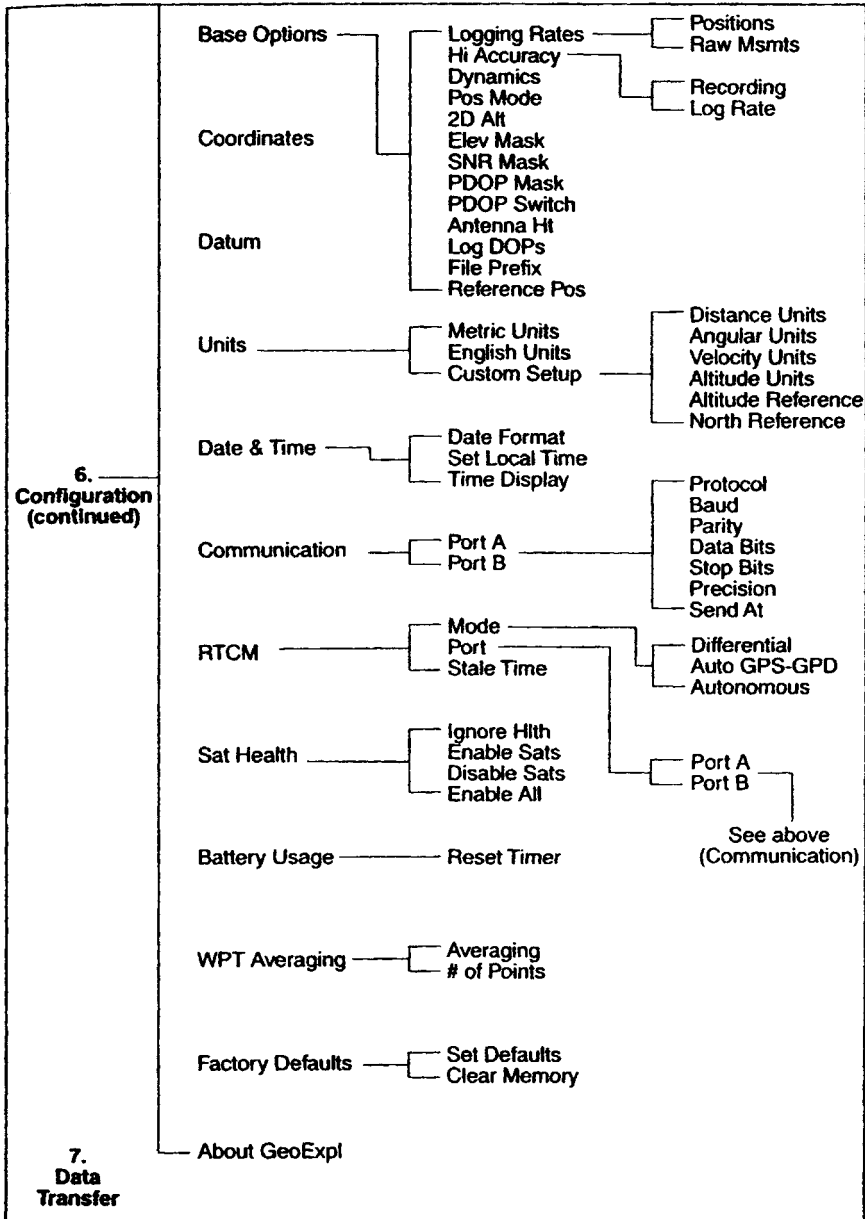 Base Options
Logging Rates
Positions
Raw Msmts
Hi Accuracy
Recording
Log Rate
Dynamics
Pos Mode
2D Alt
Elev Mask
SNR Mask
PDOP Mask
PDOP Switch
Antenna Ht
Log DOPs
File Prefix
Reference Pos
Coordinates
Datum
Units
Metric Units
English Units
Custom Setup
Distance Units
Angular Units
Velocity Units
Altitude Units
Altitude Reference
North Reference
6.
Configuration
(continued)
Date & Time
Date Format
Set Local Time
Time Display
Communication
Port A
Port B
Protocol
Baud
Parity
Data Bits
Stop Bits
Precision
Send At
RTCM
Mode
Port
Stale Time
Differential
Auto GPS-GPD
Autonomous
Port A
Port B
See above
(Communication)
Sat Health
Ignore Hlth
Enable Sats
Disable Sats
Enable All
Battery Usage
Reset Timer
WPT Averaging
Averaging
# of Points
Factory Defaults
Set Defaults
Clear Memory
About GeoExpl
7.
Data
Transfer